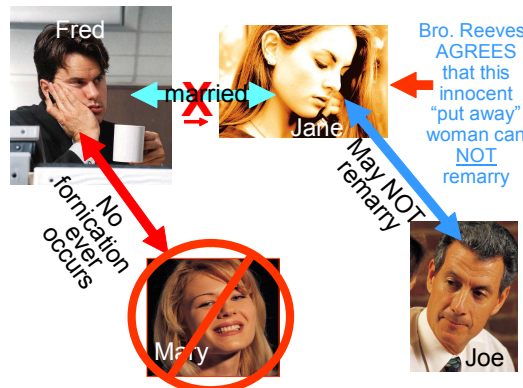 Fred
married
X
Jane
Bro. Reeves
AGREES
that this
innocent
“put away”
woman can
NOT
remarry
May NOT
remarry
No
.fornication
ever
occurs
Mary
Joe